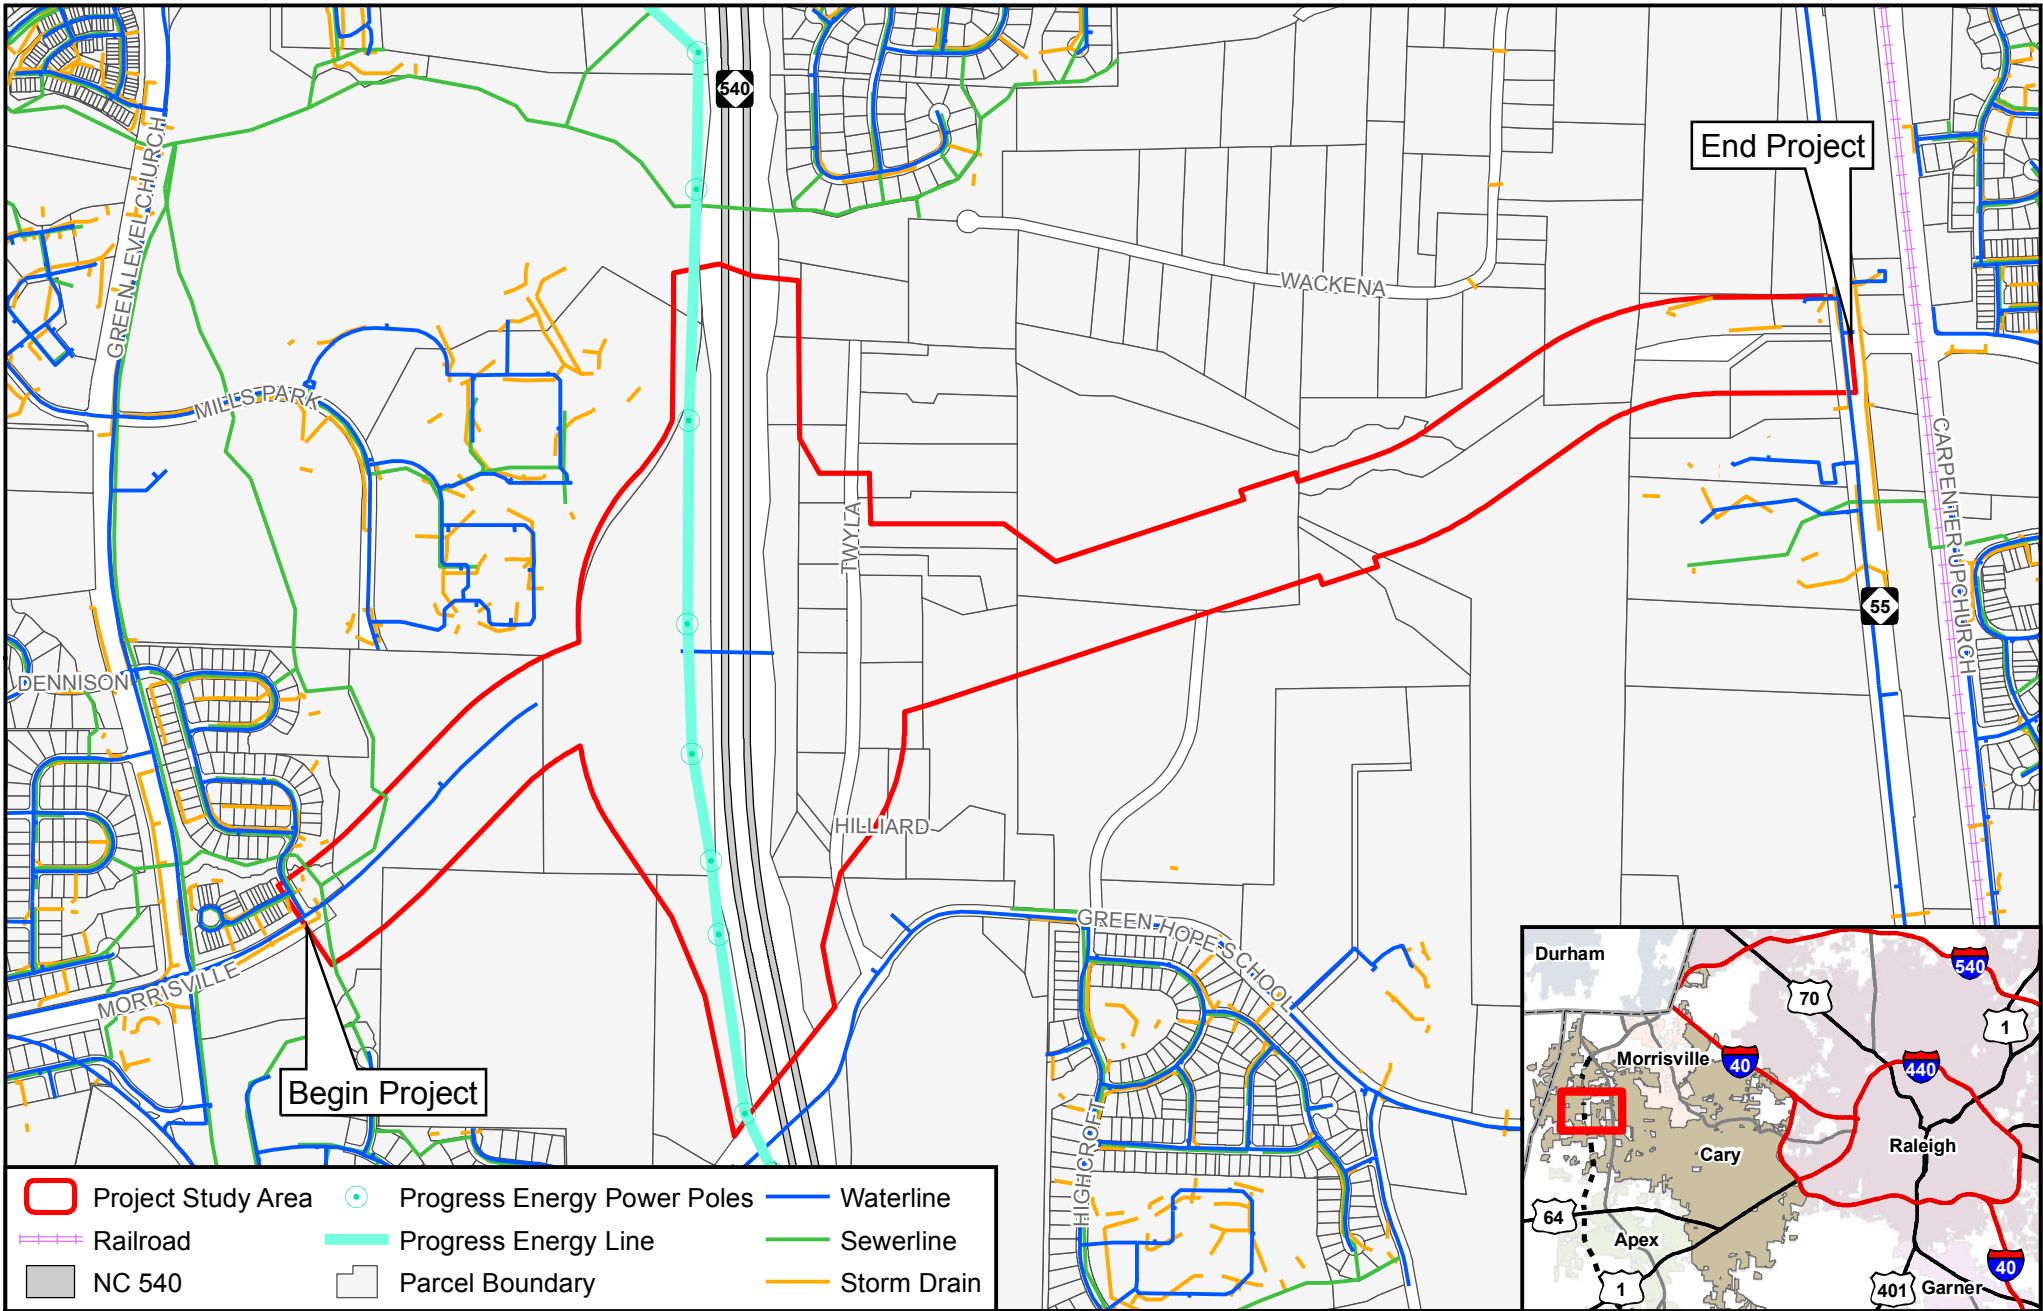 540
End Project
GREEN LEVEL CHURCH
WACKENA
MILLS PARK
CARPENTER UPCHURCH
TWYLA
55
DENNISON
HILLIARD
GREEN HOPE SCHOOL
MORRISVILLE
Begin Project
HIGHCROFT
Durham
540
70
1
Morrisville
40
440
Cary
Raleigh
64
Apex
1
401
Garner
40
Project Study Area
Progress Energy Power Poles
Waterline
Railroad
Progress Energy Line
Sewerline
NC 540
Parcel Boundary
Storm Drain